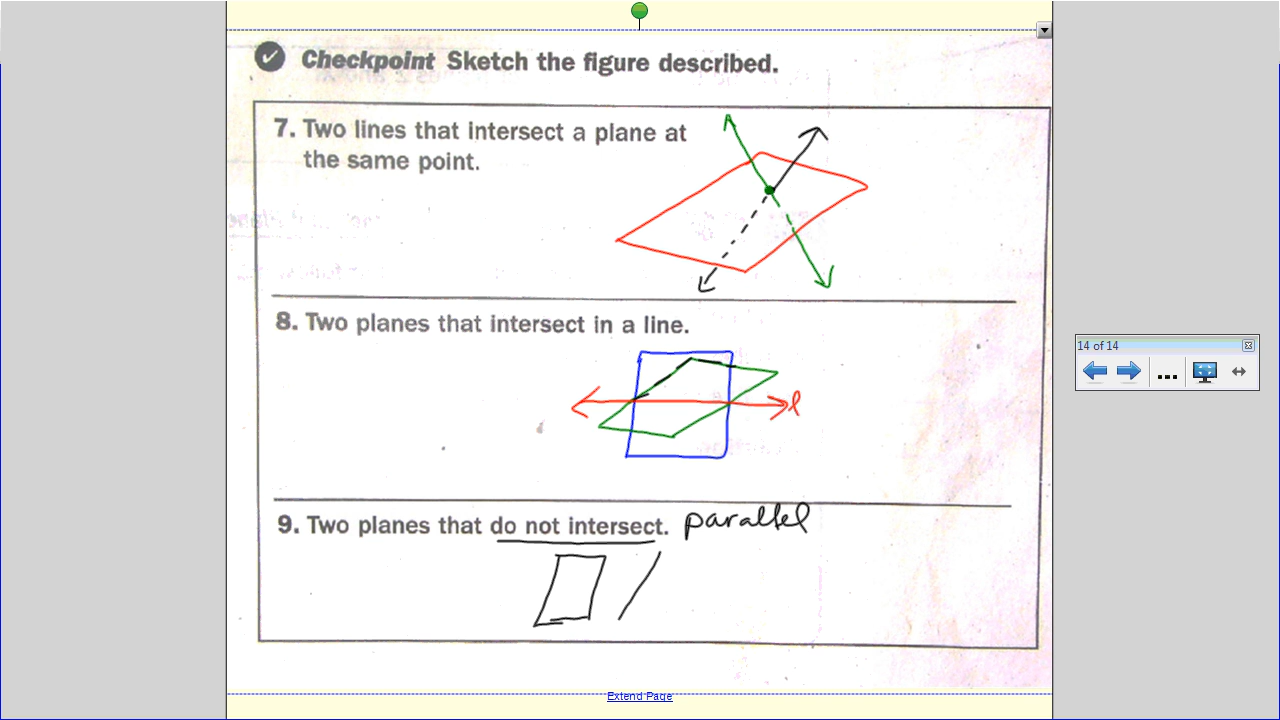 Checkpoint Sketch the figure described.
7. Two lines that intersect a plane at
the same point.
8. Two planes that intersect in a line.
l
9. Two planes that do not intersect. parallel
Extend Page
14 of 14